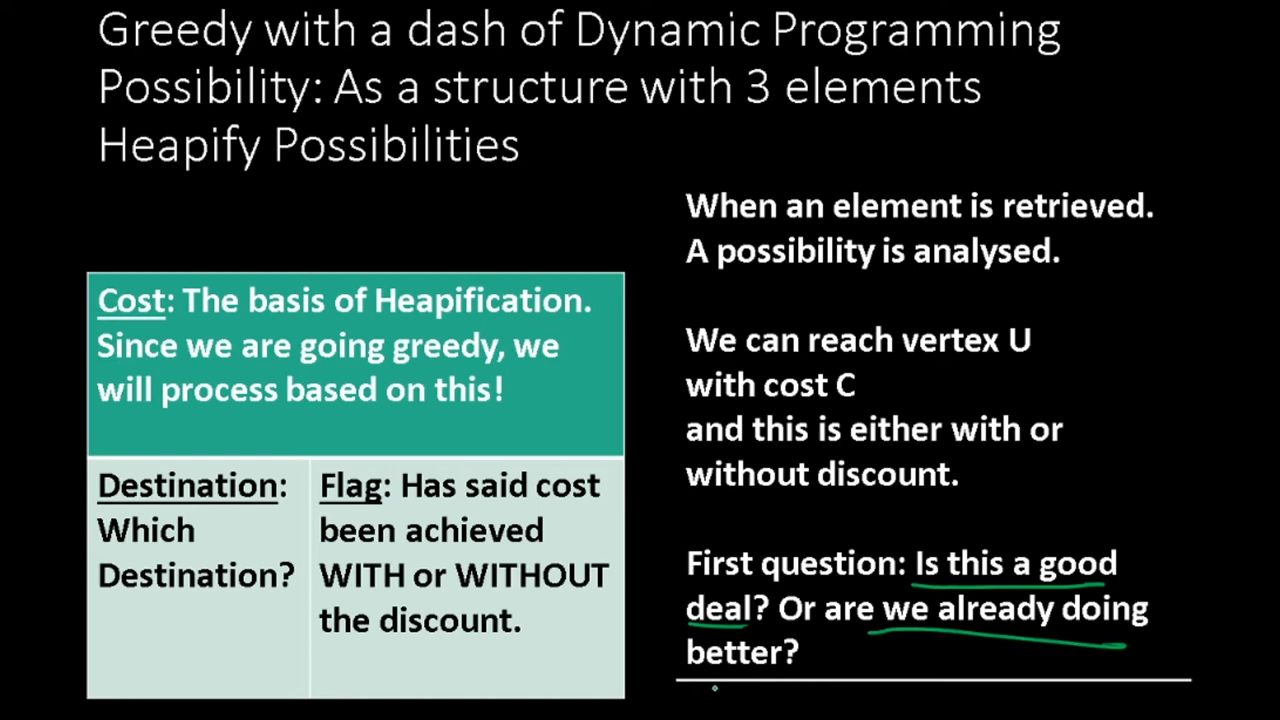 Greedy with a dash of Dynamic Programming
Possibility: As a structure with 3 elements
Heapify Possibilities
Cost: The basis of Heapification.
Since we are going greedy, we
will process based on this!
Destination:
Which
Destination?
Flag: Has said cost
been achieved
WITH or WITHOUT
the discount.
When an element is retrieved.
A possibility is analysed.
We can reach vertex U
with cost C
and this is either with or
without discount.
First question: Is this a good
deal? Or are we already doing
better?